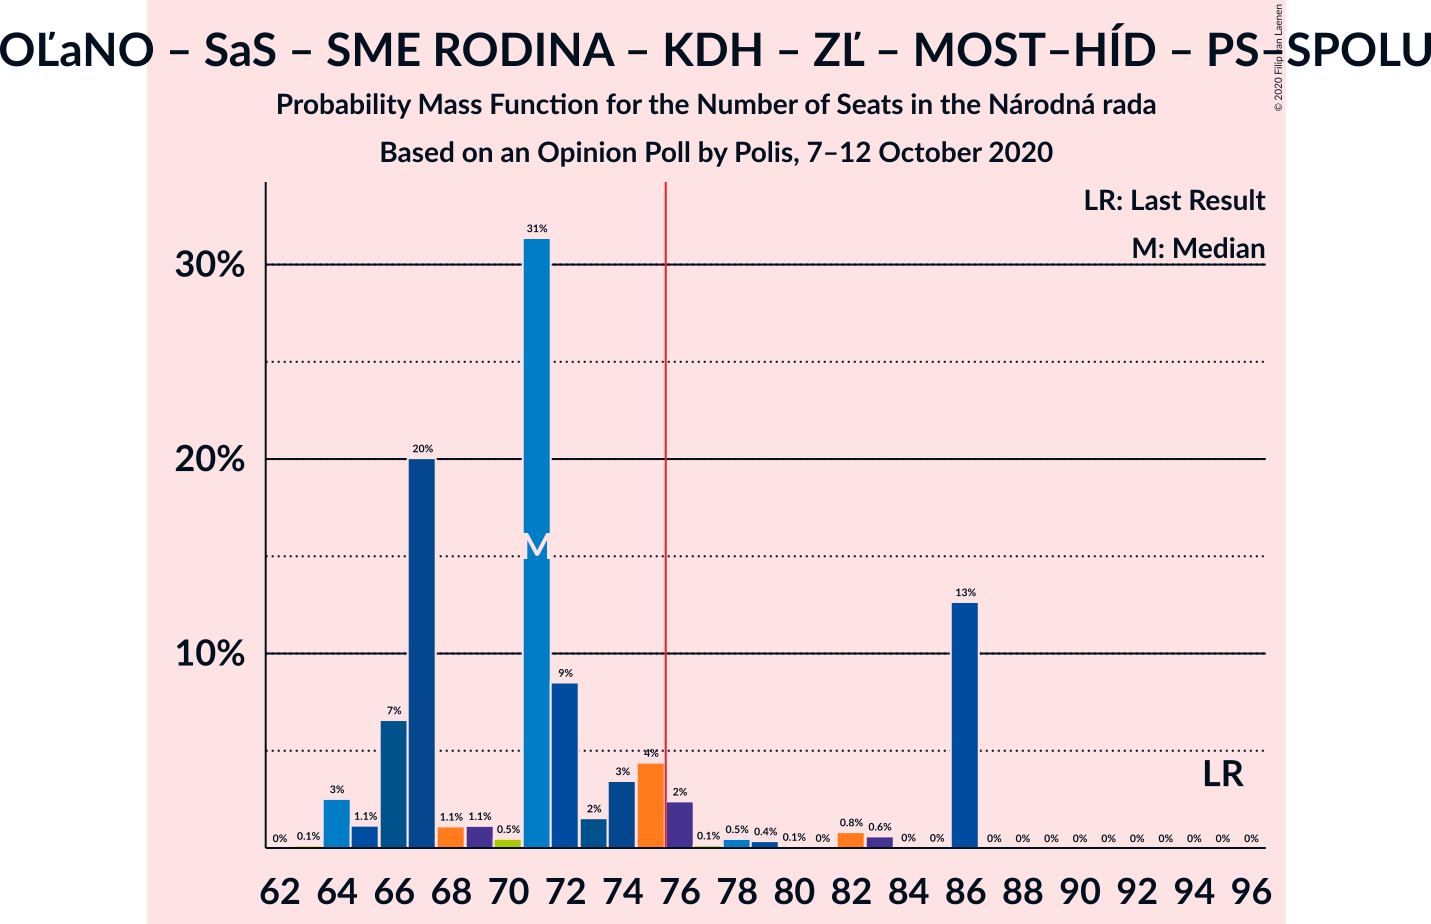 OĽaNO – SaS – SME RODINA – KDH – ZĽ – MOST–HÍD – PS–SPOLU
© 2020 Filip van Laenen
Probability Mass Function for the Number of Seats in the Národná rada
Based on an Opinion Poll by Polis, 7–12 October 2020
LR: Last Result
M: Median
30%
20%
10%
0% 0.1% 3% 1.1% 7% 20% 1.1% 1.1% 0.5% 31% 9% 2% 3% 4% 2% 0.1% 0.5% 0.4% 0.1% 0% 0.8% 0.6% 0% 0% 13% 0% 0% 0% 0% 0% 0% 0% 0% 0% 0%
M
LR
62 64 66 68 70 72 74 76 78 80 82 84 86 88 90 92 94 96